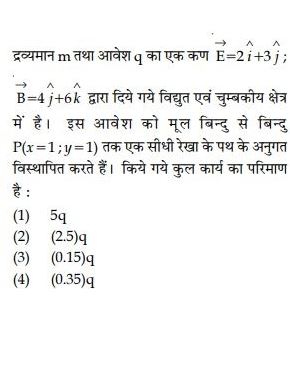 द्रव्यमान m तथा आवेश q का एक कण $\overrightarrow{E}=2\hat{i}+3\hat{j}$ ;
$\overrightarrow{B}=4\hat{j}+6\hat{k}$ द्वारा दिये गये विद्युत एवं चुम्बकीय क्षेत्र
में है। इस आवेश को मूल बिन्दु से बिन्दु
P(x=1 ; y=1) तक एक सीधी रेखा के पथ के अनुगत
विस्थापित करते हैं। किये गये कुल कार्य का परिमाण
है :
(1) 5q
(2) (2.5)q
(3) (0.15)q
(4) (0.35)q